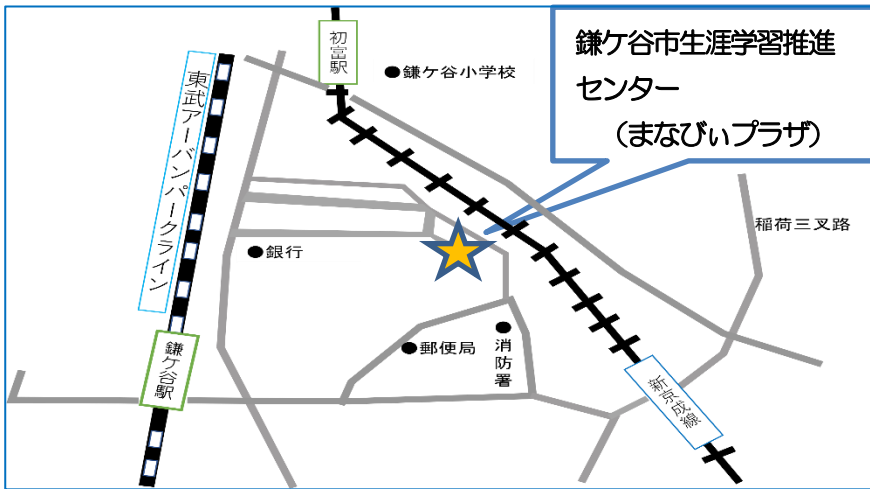 初富駅
●鎌ケ谷小学校
鎌ケ谷市生涯学習推進
センター
（まなびぃプラザ）
東武アーバンパークライン
稲荷三叉路
●銀行
鎌ケ谷駅
●郵便局
●消防署
新京成線